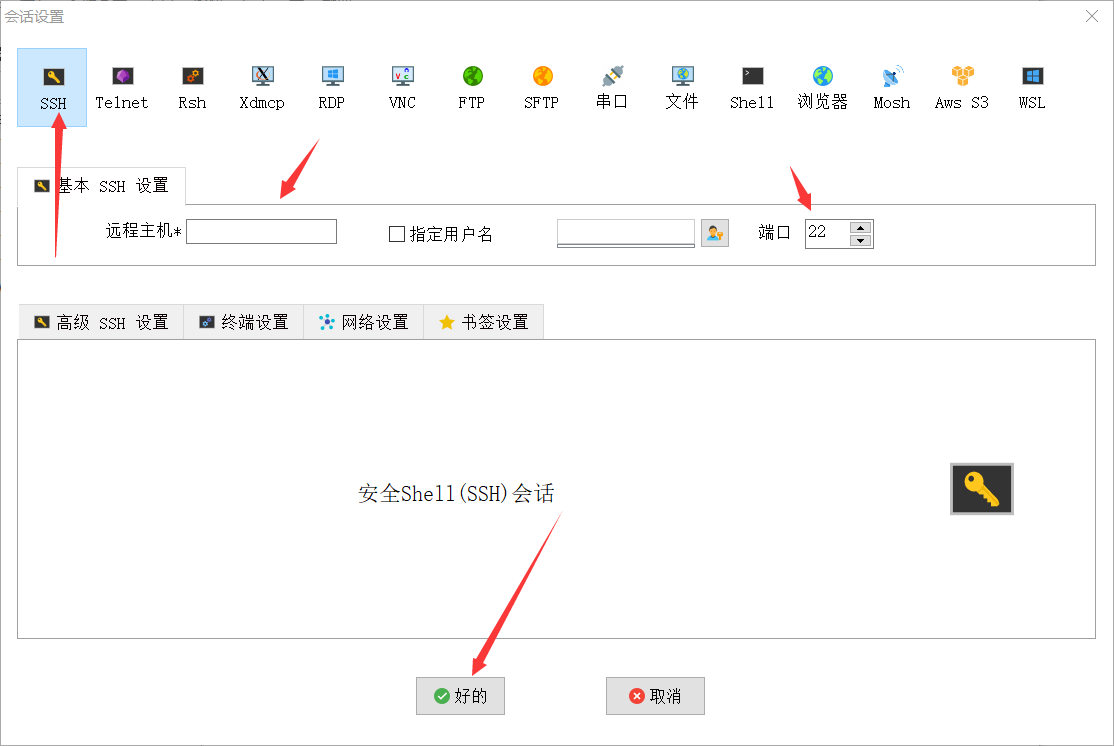 会话设置
SSH Telnet Rsh Xdmcp RDP VNC FTP SFTP 串口 文件 Shell 浏览器 Mosh Aws S3 WSL
基本 SSH 设置
远程主机* 指定用户名 端口 22
高级 SSH 设置 终端设置 网络设置 书签设置
安全Shell(SSH)会话
好的 取消